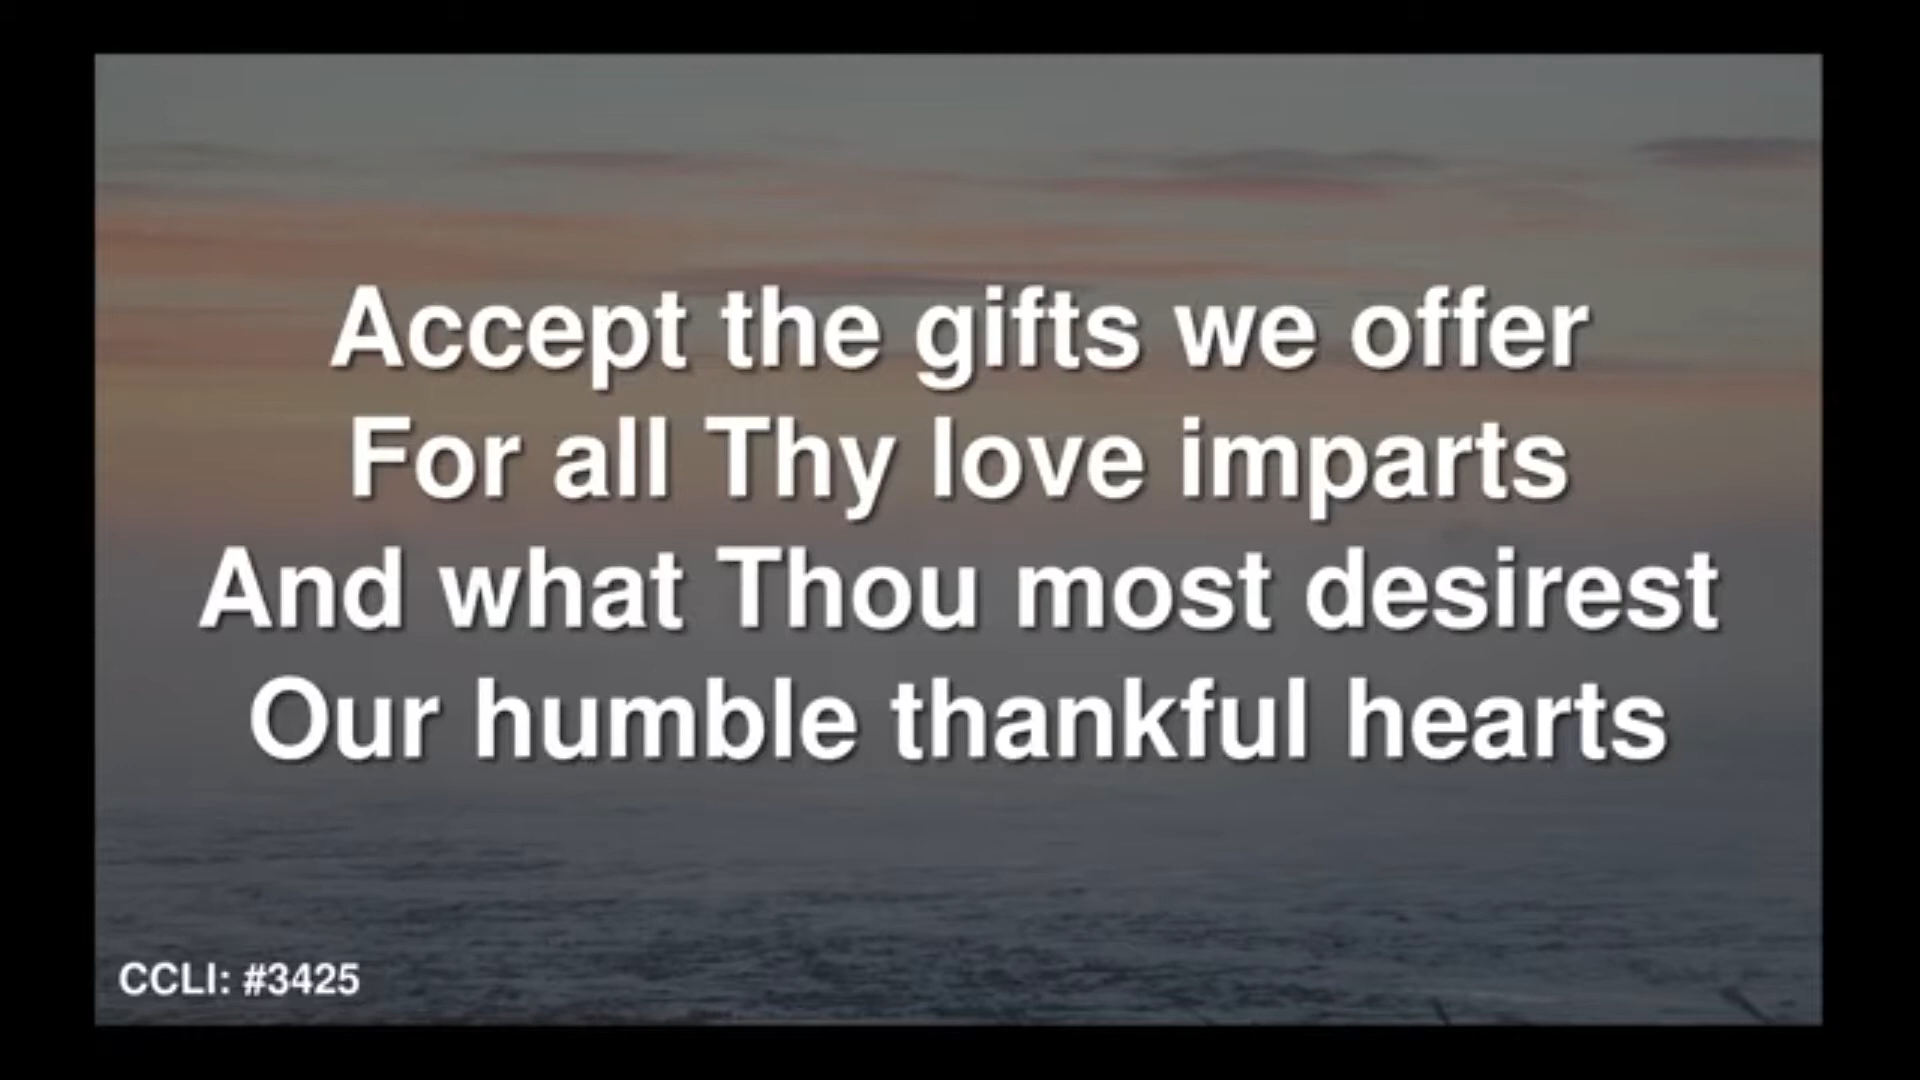 Accept the gifts we offer
For all Thy love imparts
And what Thou most desirest
Our humble thankful hearts
CCLI: #3425